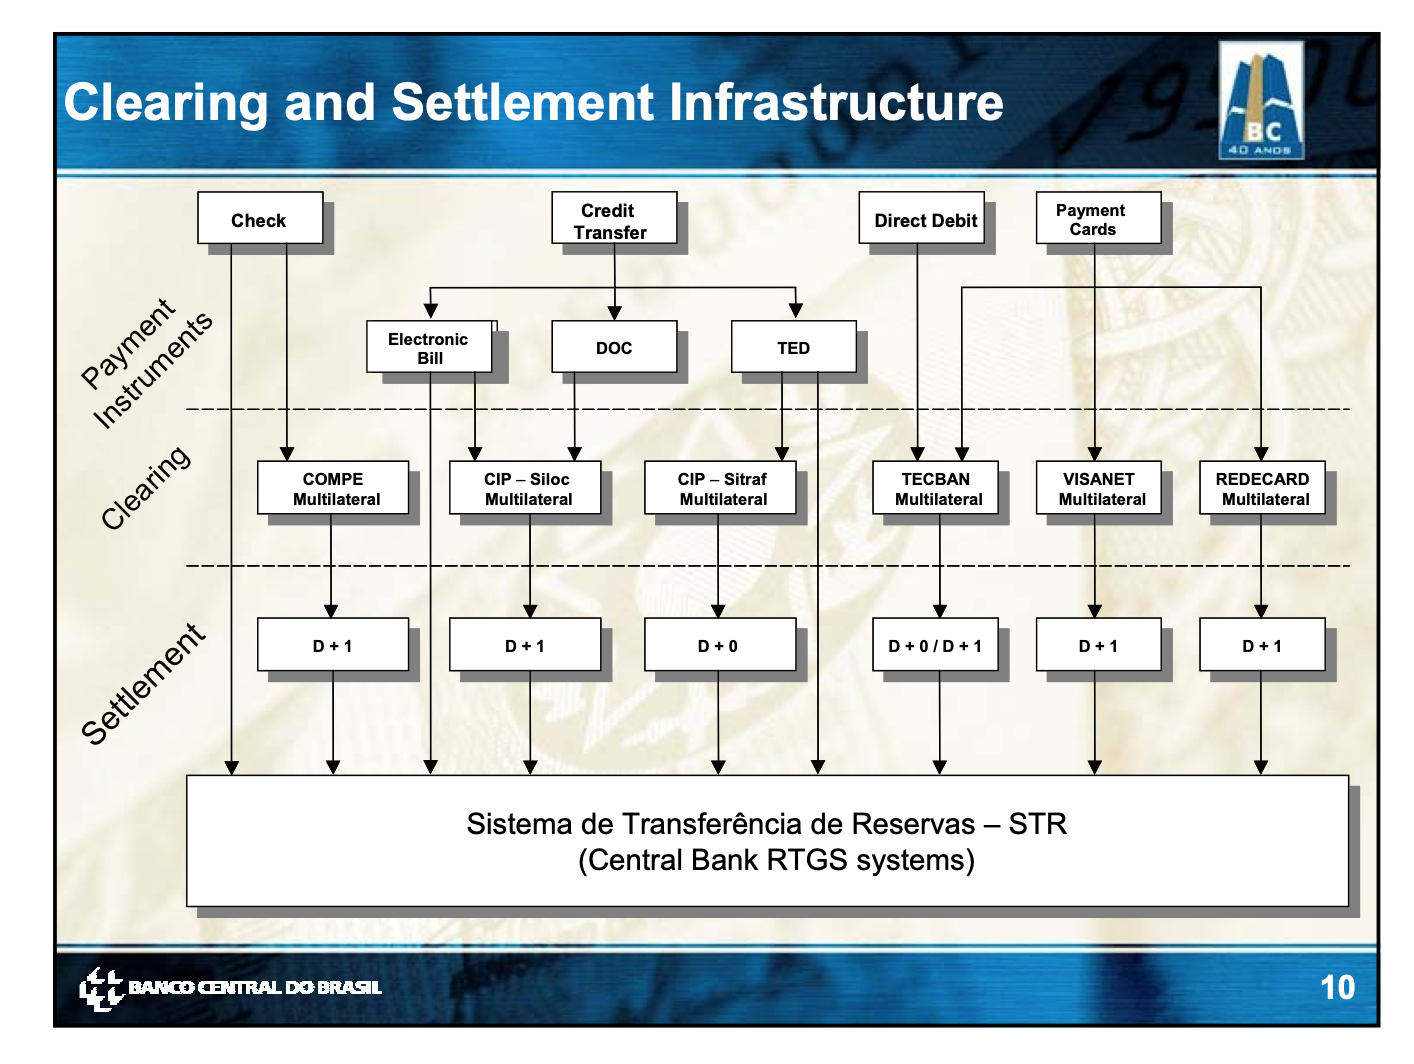 Clearing and Settlement Infrastructure
BC
40 ANOS
Check
Credit
Transfer
Direct Debit
Payment
Cards
Payment
Instruments
Electronic
Bill
DOC
TED
Clearing
COMPE
Multilateral
CIP – Siloc
Multilateral
CIP – Sitraf
Multilateral
TECBAN
Multilateral
VISANET
Multilateral
REDECARD
Multilateral
Settlement
D + 1
D + 1
D + 0
D + 0 / D + 1
D + 1
D + 1
Sistema de Transferência de Reservas – STR
(Central Bank RTGS systems)
BANCO CENTRAL DO BRASIL
10